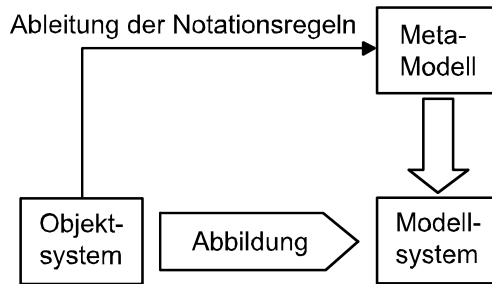 Ableitung der Notationsregeln
Meta-
Modell
Objekt-
system
Abbildung
Modell-
system